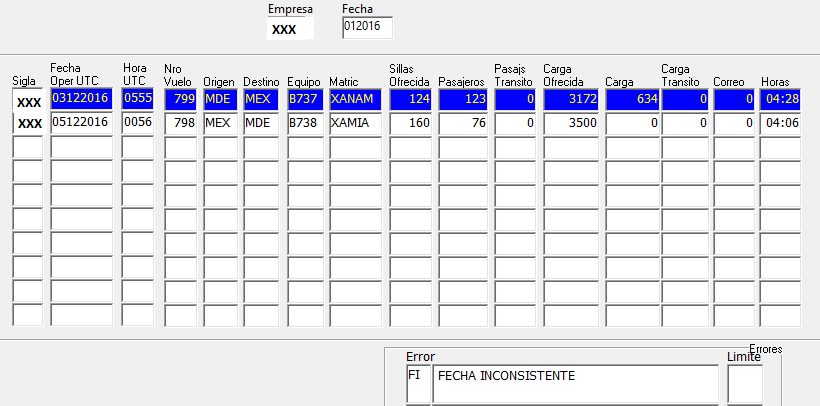 Empresa Fecha
XXX 012016
Fecha Hora Nro Sillas Pasajs Carga Carga
Sigla Oper UTC UTC Vuelo Origen Destino Equipo Matric Ofrecida Pasajeros Transito Ofrecida Carga Transito Correo Horas
XXX 03122016 0555 799 MDE MEX B737 XANAM 124 123 0 3172 634 0 0 04:28
XXX 05122016 0056 798 MEX MDE B738 XAMIA 160 76 0 3500 0 0 0 04:06
Errores
Error Limite
FI FECHA INCONSISTENTE